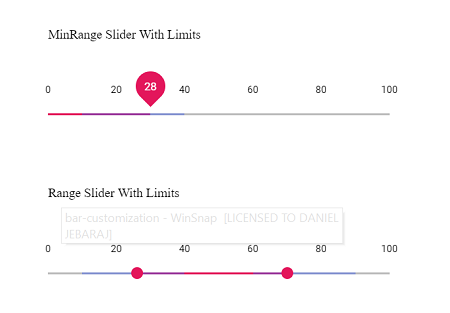 MinRange Slider With Limits
28
0 20 40 60 80 100
Range Slider With Limits
bar-customization - WinSnap [LICENSED TO DANIEL
JEBARAJ]
0 20 40 60 80 100